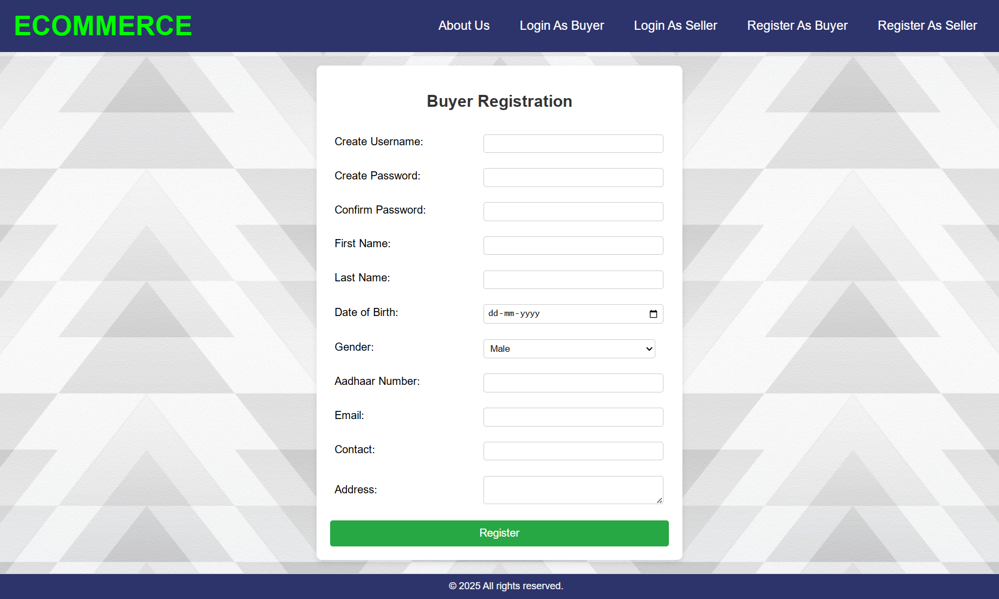 ECOMMERCE
About Us Login As Buyer Login As Seller Register As Buyer Register As Seller
Buyer Registration
Create Username:
Create Password:
Confirm Password:
First Name:
Last Name:
Date of Birth: dd-mm-yyyy
Gender: Male
Aadhaar Number:
Email:
Contact:
Address:
Register
© 2025 All rights reserved.